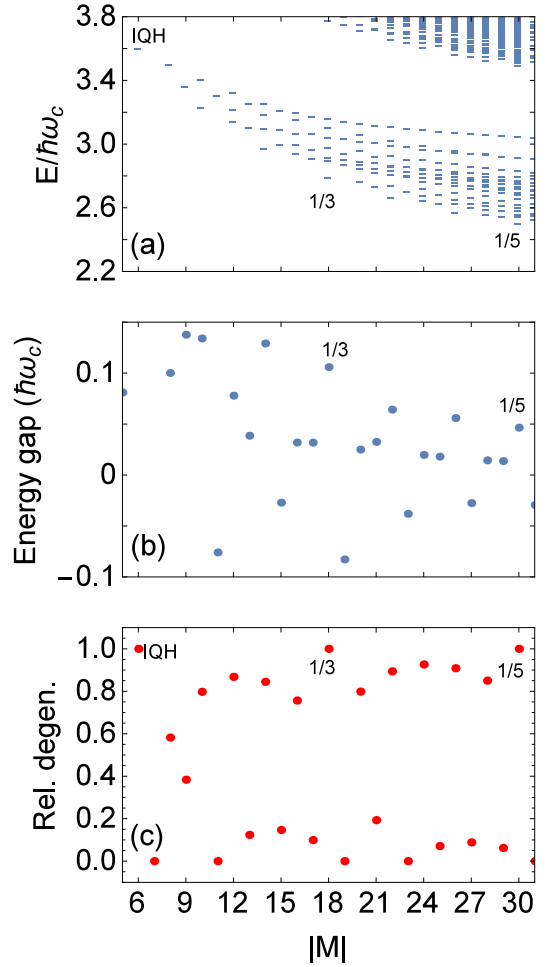 3.8
IQH
3.4
3.0
2.6
2.2
E/ħω_c
1/3
1/5
(a)
0.1
0
−0.1
Energy gap (ħω_c)
1/3
1/5
(b)
1.0
0.8
0.6
0.4
0.2
0.0
Rel. degen.
IQH
1/3
1/5
(c)
6 9 12 15 18 21 24 27 30
|M|